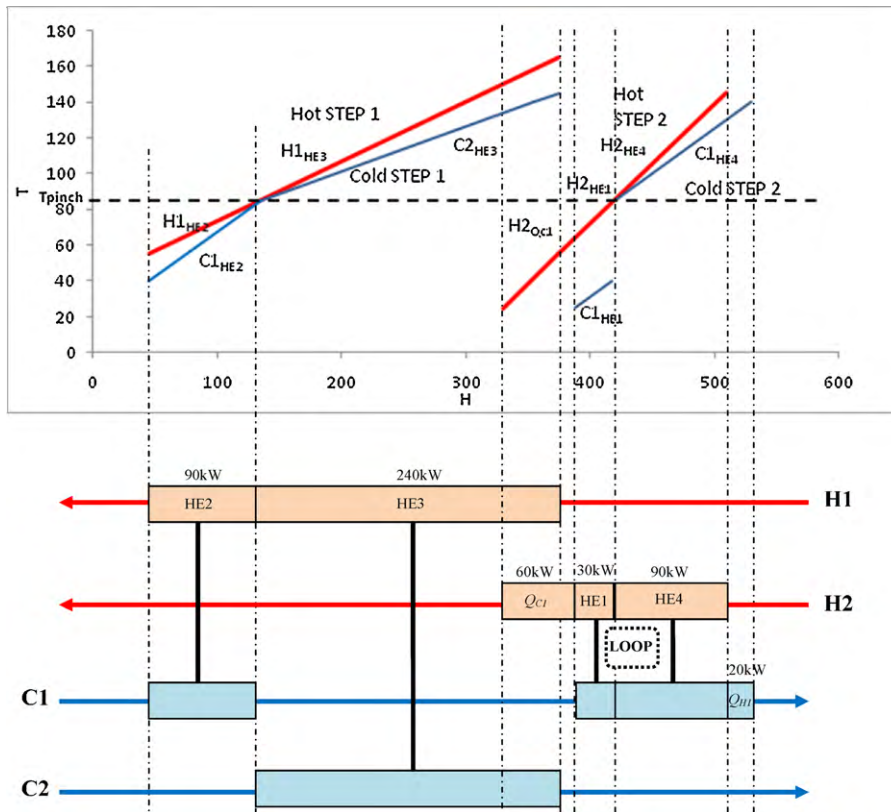 180
160
140
120
100
80
60
40
20
0
T
Tpinch
0
100
200
300
400
500
600
H
Hot STEP 1
H1HE3
C2HE3
Cold STEP 1
H1HE2
C1HE2
Hot
STEP 2
H2HE4
H2HE1
C1HE4
Cold STEP 2
H2QC1
C1HE1
90kW
240kW
HE2
HE3
H1
60kW
30kW
90kW
QC1
HE1
HE4
H2
LOOP
20kW
C1
QH1
C2